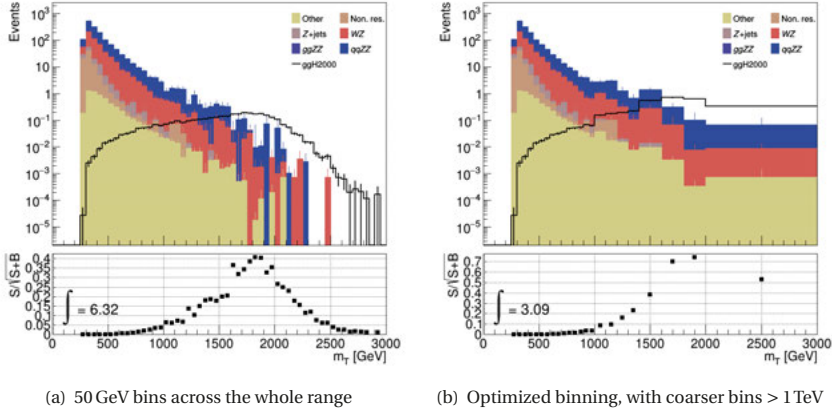 Events
10³
10²
10
1
10⁻¹
10⁻²
10⁻³
10⁻⁴
10⁻⁵
Other
Non. res.
Z+jets
WZ
ggZZ
qqZZ
ggH2000
S/√S+B
0.4
0.35
0.3
0.25
0.2
0.15
0.1
0.05
0
∫ = 6.32
0 500 1000 1500 2000 2500 3000
m_T [GeV]
(a) 50 GeV bins across the whole range
Events
10³
10²
10
1
10⁻¹
10⁻²
10⁻³
10⁻⁴
10⁻⁵
Other
Non. res.
Z+jets
WZ
ggZZ
qqZZ
ggH2000
S/√S+B
0.7
0.6
0.5
0.4
0.3
0.2
0.1
0
∫ = 3.09
0 500 1000 1500 2000 2500 3000
m_T [GeV]
(b) Optimized binning, with coarser bins > 1 TeV